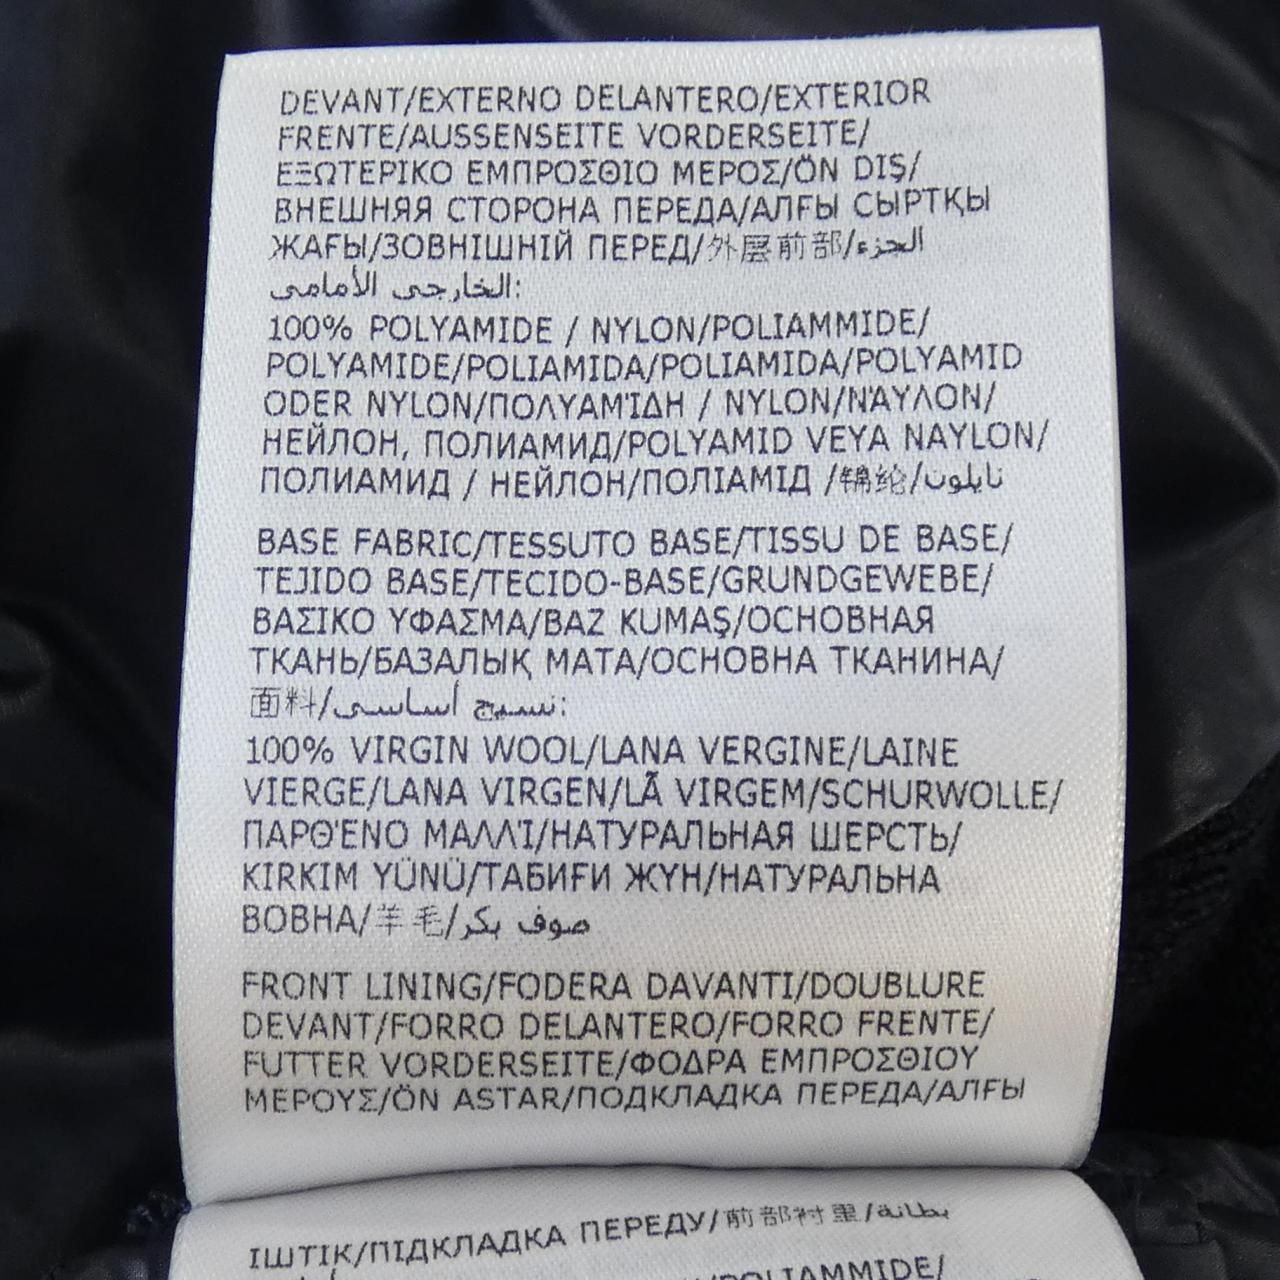 DEVANT/EXTERNO DELANTERO/EXTERIOR
FRENTE/AUSSENSEITE VORDERSEITE/
ΕΞΩΤΕΡΙΚΟ ΕΜΠΡΟΣΘΙΟ ΜΕΡΟΣ/ÖN DIŞ/
ВНЕШНЯЯ СТОРОНА ПЕРЕДА/АЛҒЫ СЫРТҚЫ
ЖАҒЫ/ЗОВНІШНІЙ ПЕРЕД/外层前部/الجزء
الخارجي الأمامي:
100% POLYAMIDE / NYLON/POLIAMMIDE/
POLYAMIDE/POLIAMIDA/POLIAMIDA/POLYAMID
ODER NYLON/ΠΟΛΥΑΜΊΔΗ / NYLON/ΝΆΥΛΟΝ/
НЕЙЛОН, ПОЛИАМИД/POLYAMID VEYA NAYLON/
ПОЛИАМИД / НЕЙЛОН/ПОЛІАМІД /锦纶/نايلون
BASE FABRIC/TESSUTO BASE/TISSU DE BASE/
TEJIDO BASE/TECIDO-BASE/GRUNDGEWEBE/
ΒΑΣΙΚΟ ΥΦΑΣΜΑ/BAZ KUMAŞ/ОСНОВНАЯ
ТКАНЬ/БАЗАЛЫҚ МАТА/ОСНОВНА ТКАНИНА/
面料/نسيج أساسي:
100% VIRGIN WOOL/LANA VERGINE/LAINE
VIERGE/LANA VIRGEN/LÃ VIRGEM/SCHURWOLLE/
ΠΑΡΘΈΝΟ ΜΑΛΛΊ/НАТУРАЛЬНАЯ ШЕРСТЬ/
KIRKIM YÜNÜ/ТАБИҒИ ЖҮН/НАТУРАЛЬНА
ВОВНА/羊毛/صوف بكر
FRONT LINING/FODERA DAVANTI/DOUBLURE
DEVANT/FORRO DELANTERO/FORRO FRENTE/
FUTTER VORDERSEITE/ΦΟΔΡΑ ΕΜΠΡΟΣΘΙΟΥ
ΜΕΡΟΥΣ/ÖN ASTAR/ПОДКЛАДКА ПЕРЕДА/АЛҒЫ
ІШТІК/ПІДКЛАДКА ПЕРЕДУ/前部衬里/بطانة
POLIAMMIDE/